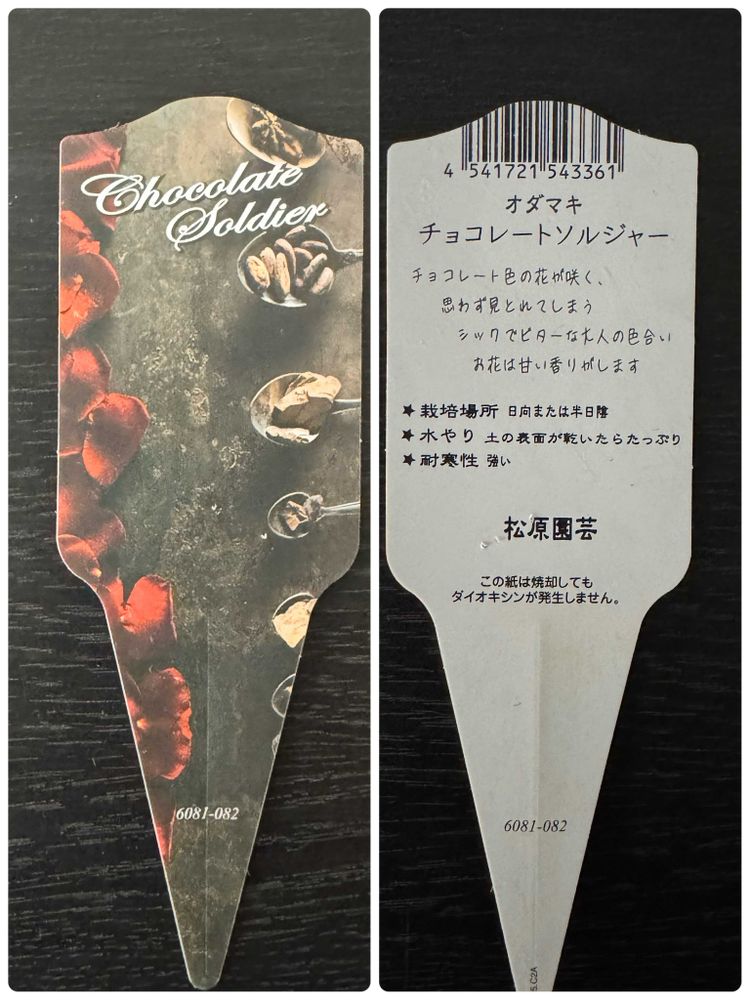 Chocolate
Soldier
6081-082
4 541721 543361
オダマキ
チョコレートソルジャー
チョコレート色の花が咲く、
思わず見とれてしまう
シックでビターな大人の色合い
お花は甘い香りがします
★栽培場所 日向または半日陰
★水やり 土の表面が乾いたらたっぷり
★耐寒性 強い
松原園芸
この紙は焼却しても
ダイオキシンが発生しません。
6081-082